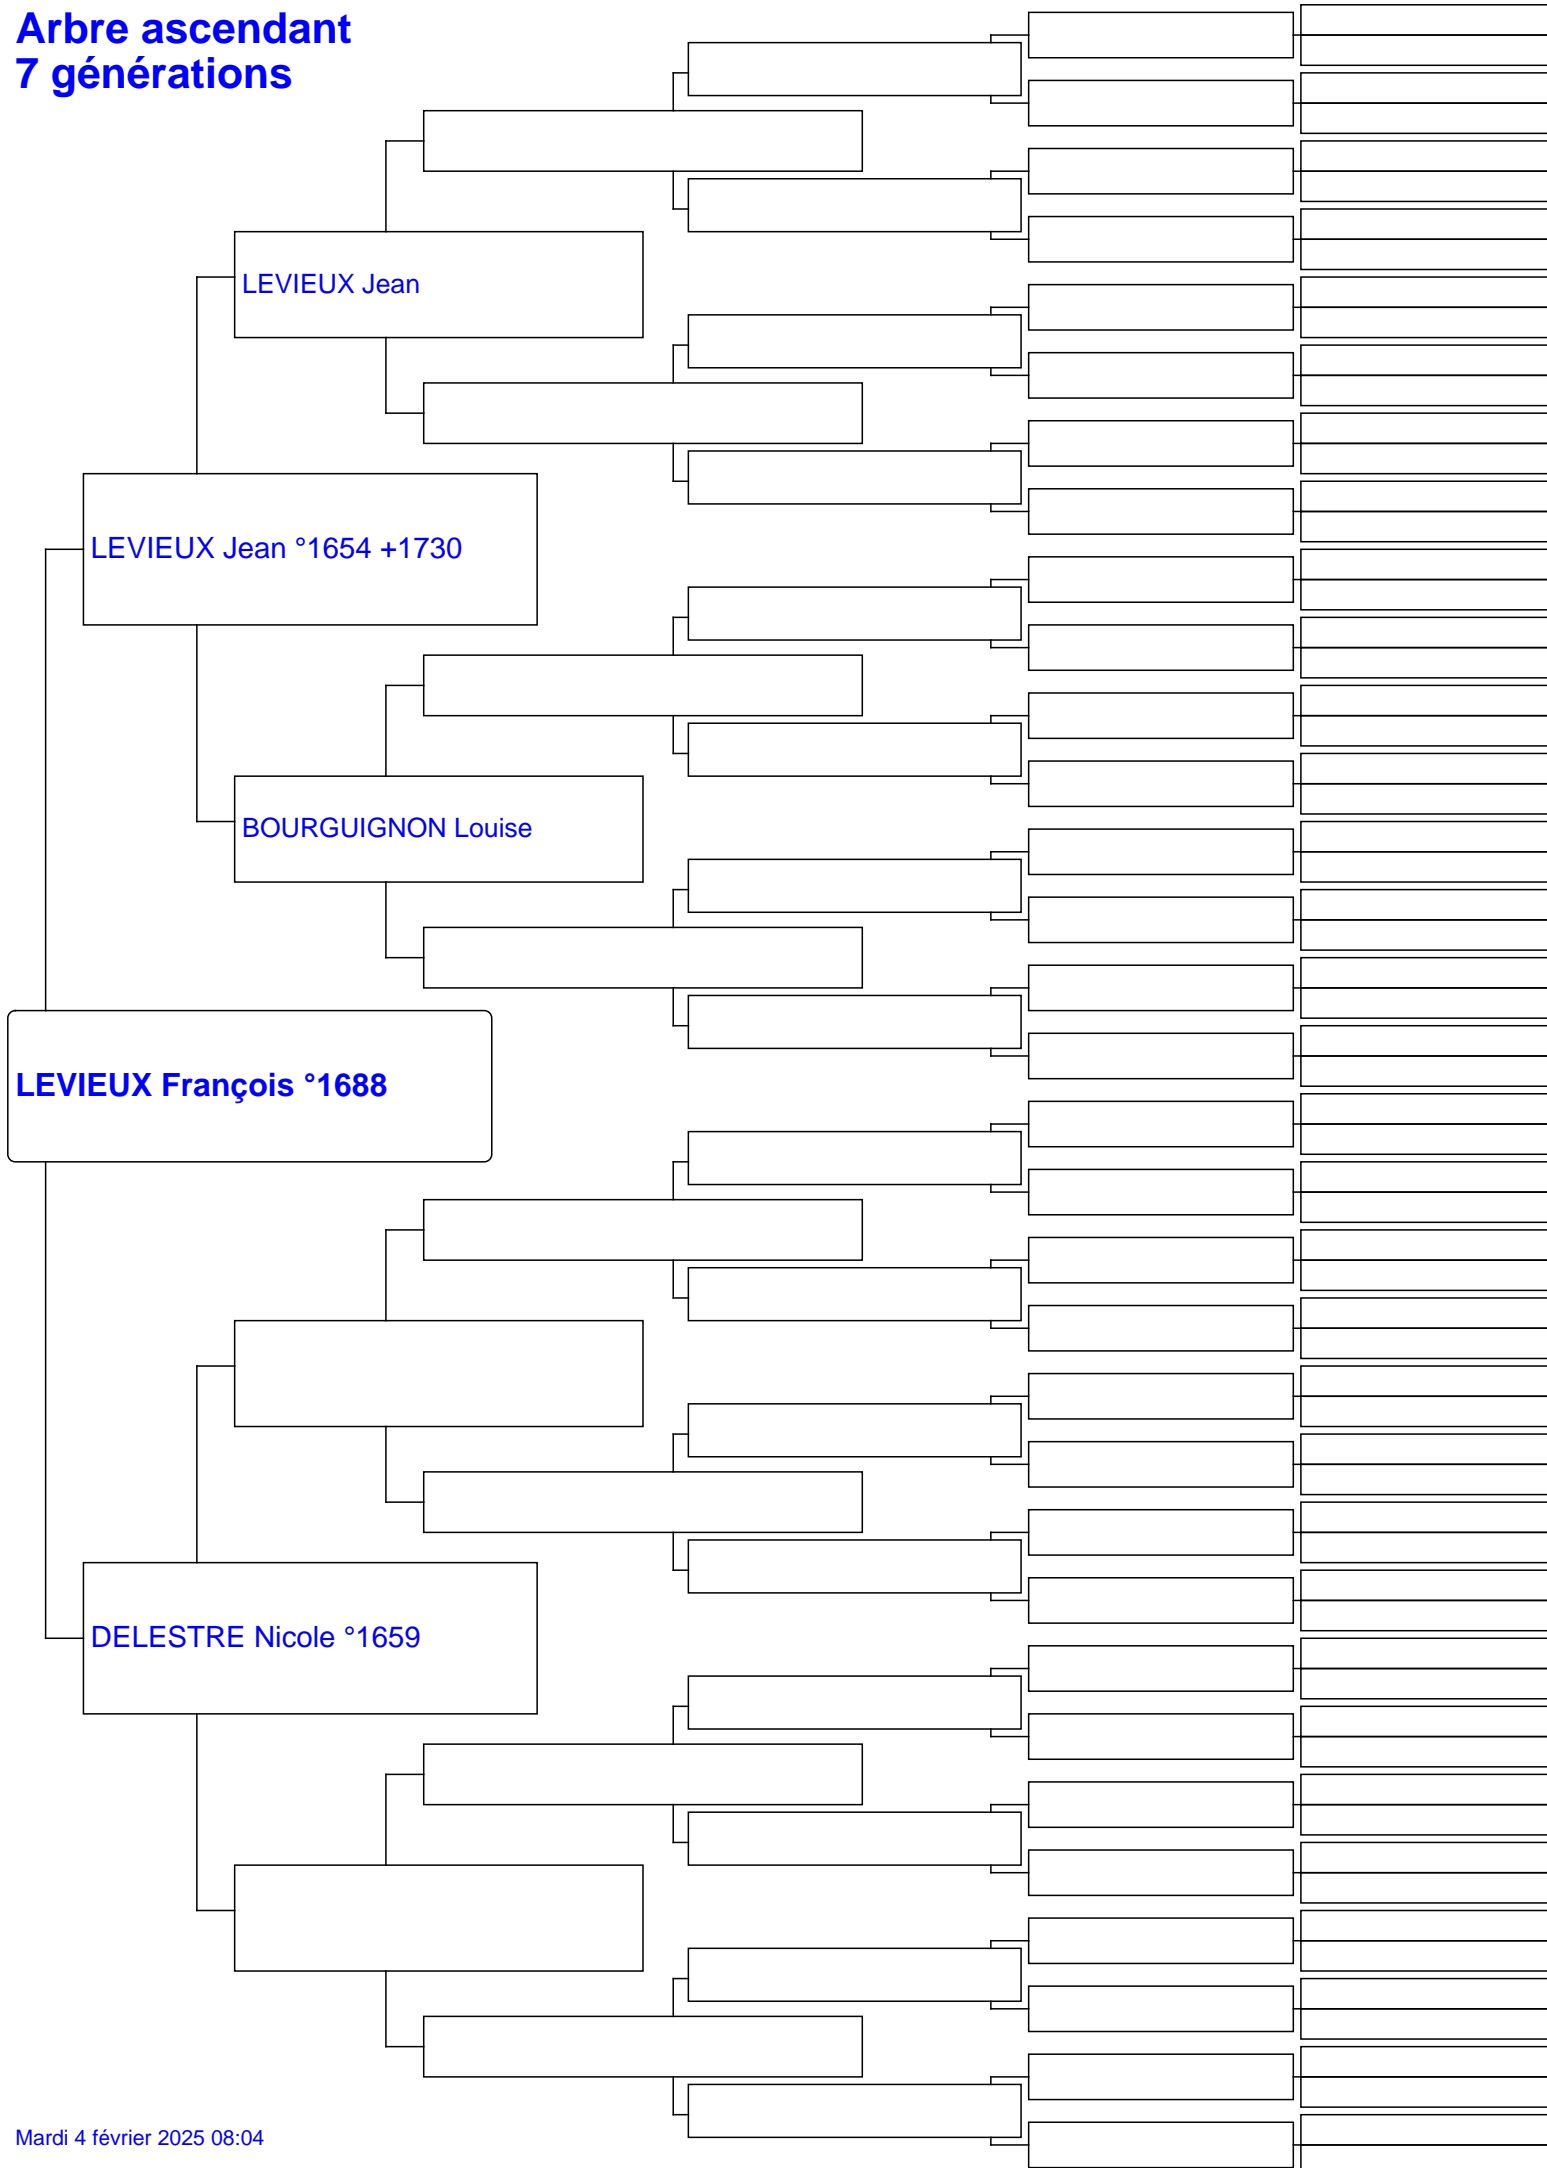 Arbre ascendant
7 générations
LEVIEUX Jean
LEVIEUX Jean °1654 +1730
BOURGUIGNON Louise
LEVIEUX François °1688
DELESTRE Nicole °1659
Mardi 4 février 2025 08:04